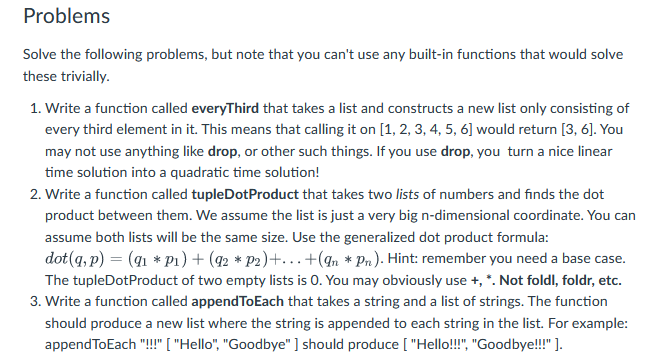 Problems
Solve the following problems, but note that you can't use any built-in functions that would solve
these trivially.
1. Write a function called everyThird that takes a list and constructs a new list only consisting of
every third element in it. This means that calling it on [1, 2, 3, 4, 5, 6] would return [3, 6]. You
may not use anything like drop, or other such things. If you use drop, you turn a nice linear
time solution into a quadratic time solution!
2. Write a function called tupleDotProduct that takes two lists of numbers and finds the dot
product between them. We assume the list is just a very big n-dimensional coordinate. You can
assume both lists will be the same size. Use the generalized dot product formula:
dot(q, p) = (q₁ * p₁) + (q₂ * p₂)+. . . +(qₙ * pₙ). Hint: remember you need a base case.
The tupleDotProduct of two empty lists is 0. You may obviously use +, *. Not foldl, foldr, etc.
3. Write a function called appendToEach that takes a string and a list of strings. The function
should produce a new list where the string is appended to each string in the list. For example:
appendToEach "!!!" [ "Hello", "Goodbye" ] should produce [ "Hello!!!", "Goodbye!!!" ].